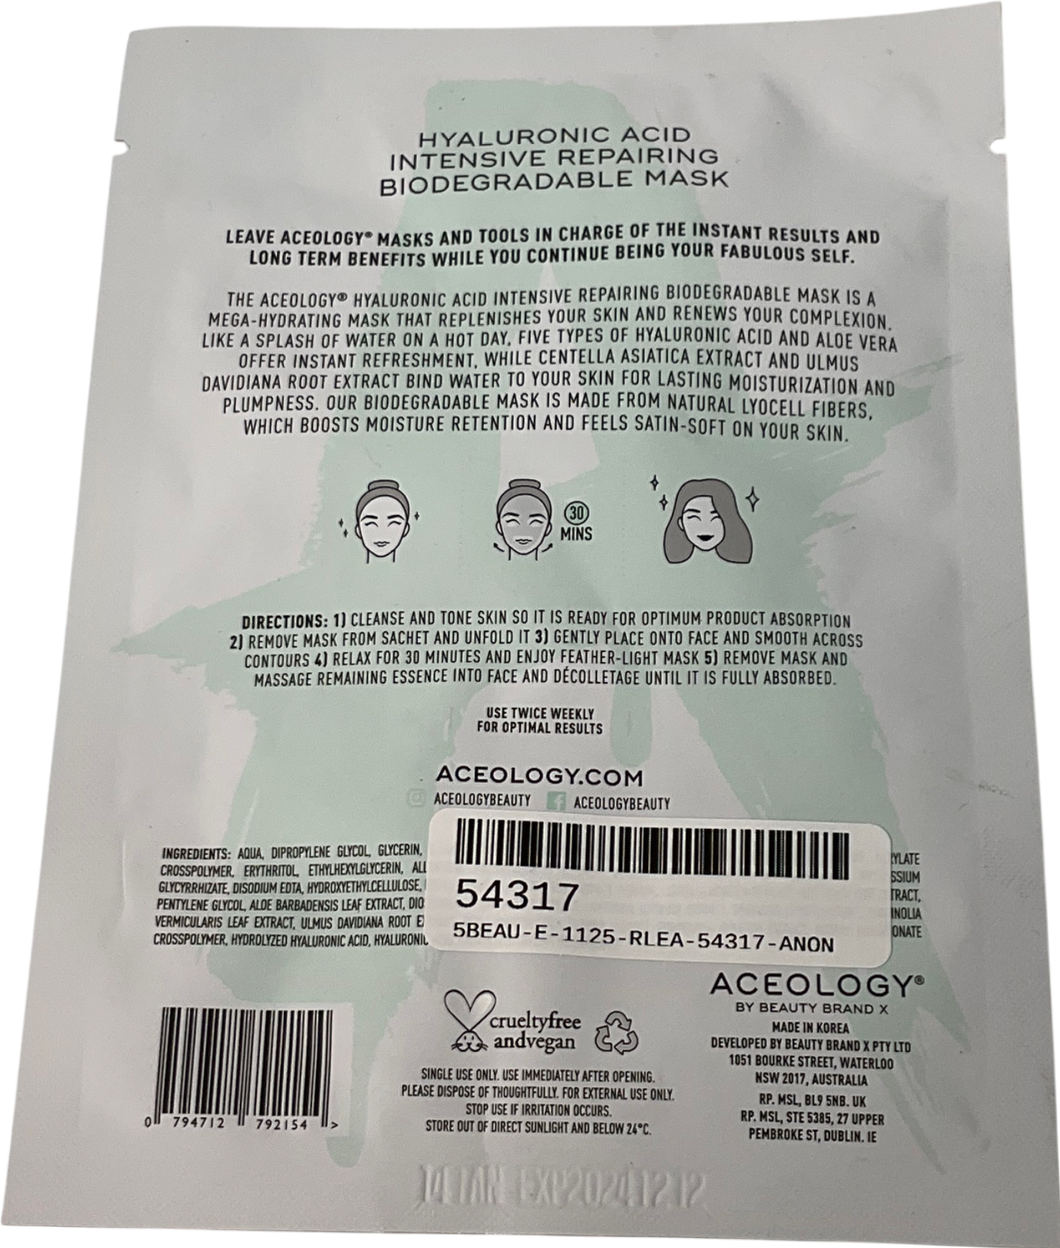 HYALURONIC ACID
INTENSIVE REPAIRING
BIODEGRADABLE MASK
LEAVE ACEOLOGY® MASKS AND TOOLS IN CHARGE OF THE INSTANT RESULTS AND
LONG TERM BENEFITS WHILE YOU CONTINUE BEING YOUR FABULOUS SELF.
THE ACEOLOGY® HYALURONIC ACID INTENSIVE REPAIRING BIODEGRADABLE MASK IS A
MEGA-HYDRATING MASK THAT REPLENISHES YOUR SKIN AND RENEWS YOUR COMPLEXION.
LIKE A SPLASH OF WATER ON A HOT DAY, FIVE TYPES OF HYALURONIC ACID AND ALOE VERA
OFFER INSTANT REFRESHMENT, WHILE CENTELLA ASIATICA EXTRACT AND ULMUS
DAVIDIANA ROOT EXTRACT BIND WATER TO YOUR SKIN FOR LASTING MOISTURIZATION AND
PLUMPNESS. OUR BIODEGRADABLE MASK IS MADE FROM NATURAL LYOCELL FIBERS,
WHICH BOOSTS MOISTURE RETENTION AND FEELS SATIN-SOFT ON YOUR SKIN.
30
MINS
DIRECTIONS: 1) CLEANSE AND TONE SKIN SO IT IS READY FOR OPTIMUM PRODUCT ABSORPTION
2) REMOVE MASK FROM SACHET AND UNFOLD IT 3) GENTLY PLACE ONTO FACE AND SMOOTH ACROSS
CONTOURS 4) RELAX FOR 30 MINUTES AND ENJOY FEATHER-LIGHT MASK 5) REMOVE MASK AND
MASSAGE REMAINING ESSENCE INTO FACE AND DÉCOLLETAGE UNTIL IT IS FULLY ABSORBED.
USE TWICE WEEKLY
FOR OPTIMAL RESULTS
ACEOLOGY.COM
ACEOLOGYBEAUTY f ACEOLOGYBEAUTY
INGREDIENTS: AQUA, DIPROPYLENE GLYCOL, GLYCERIN,
CROSSPOLYMER, ERYTHRITOL, ETHYLHEXYLGLYCERIN, ALL
GLYCYRRHIZATE, DISODIUM EDTA, HYDROXYETHYLCELLULOSE,
PENTYLENE GLYCOL, ALOE BARBADENSIS LEAF EXTRACT, DIO
VERMICULARIS LEAF EXTRACT, ULMUS DAVIDIANA ROOT E
CROSSPOLYMER, HYDROLYZED HYALURONIC ACID, HYALURONIC
YLATE
SSIUM
TRACT,
NOLIA
ONATE
54317
5BEAU-E-1125-RLEA-54317-ANON
ACEOLOGY®
BY BEAUTY BRAND X
MADE IN KOREA
DEVELOPED BY BEAUTY BRAND X PTY LTD
1051 BOURKE STREET, WATERLOO
NSW 2017, AUSTRALIA
RP. MSL, BL9 5NB. UK
RP. MSL, STE 5385, 27 UPPER
PEMBROKE ST, DUBLIN. IE
crueltyfree
andvegan
SINGLE USE ONLY. USE IMMEDIATELY AFTER OPENING.
PLEASE DISPOSE OF THOUGHTFULLY. FOR EXTERNAL USE ONLY.
STOP USE IF IRRITATION OCCURS.
STORE OUT OF DIRECT SUNLIGHT AND BELOW 24°C.
0 794712 792154 >
EXP20241212